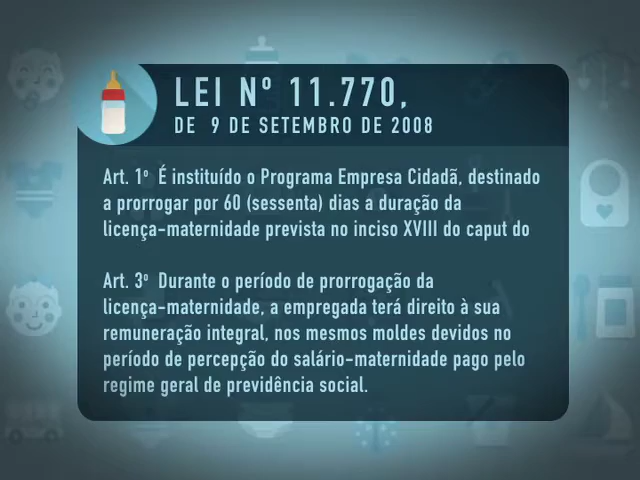 LEI Nº 11.770,
DE 9 DE SETEMBRO DE 2008
Art. 1º É instituído o Programa Empresa Cidadã, destinado
a prorrogar por 60 (sessenta) dias a duração da
licença-maternidade prevista no inciso XVIII do caput do
Art. 3º Durante o período de prorrogação da
licença-maternidade, a empregada terá direito à sua
remuneração integral, nos mesmos moldes devidos no
período de percepção do salário-maternidade pago pelo
regime geral de previdência social.